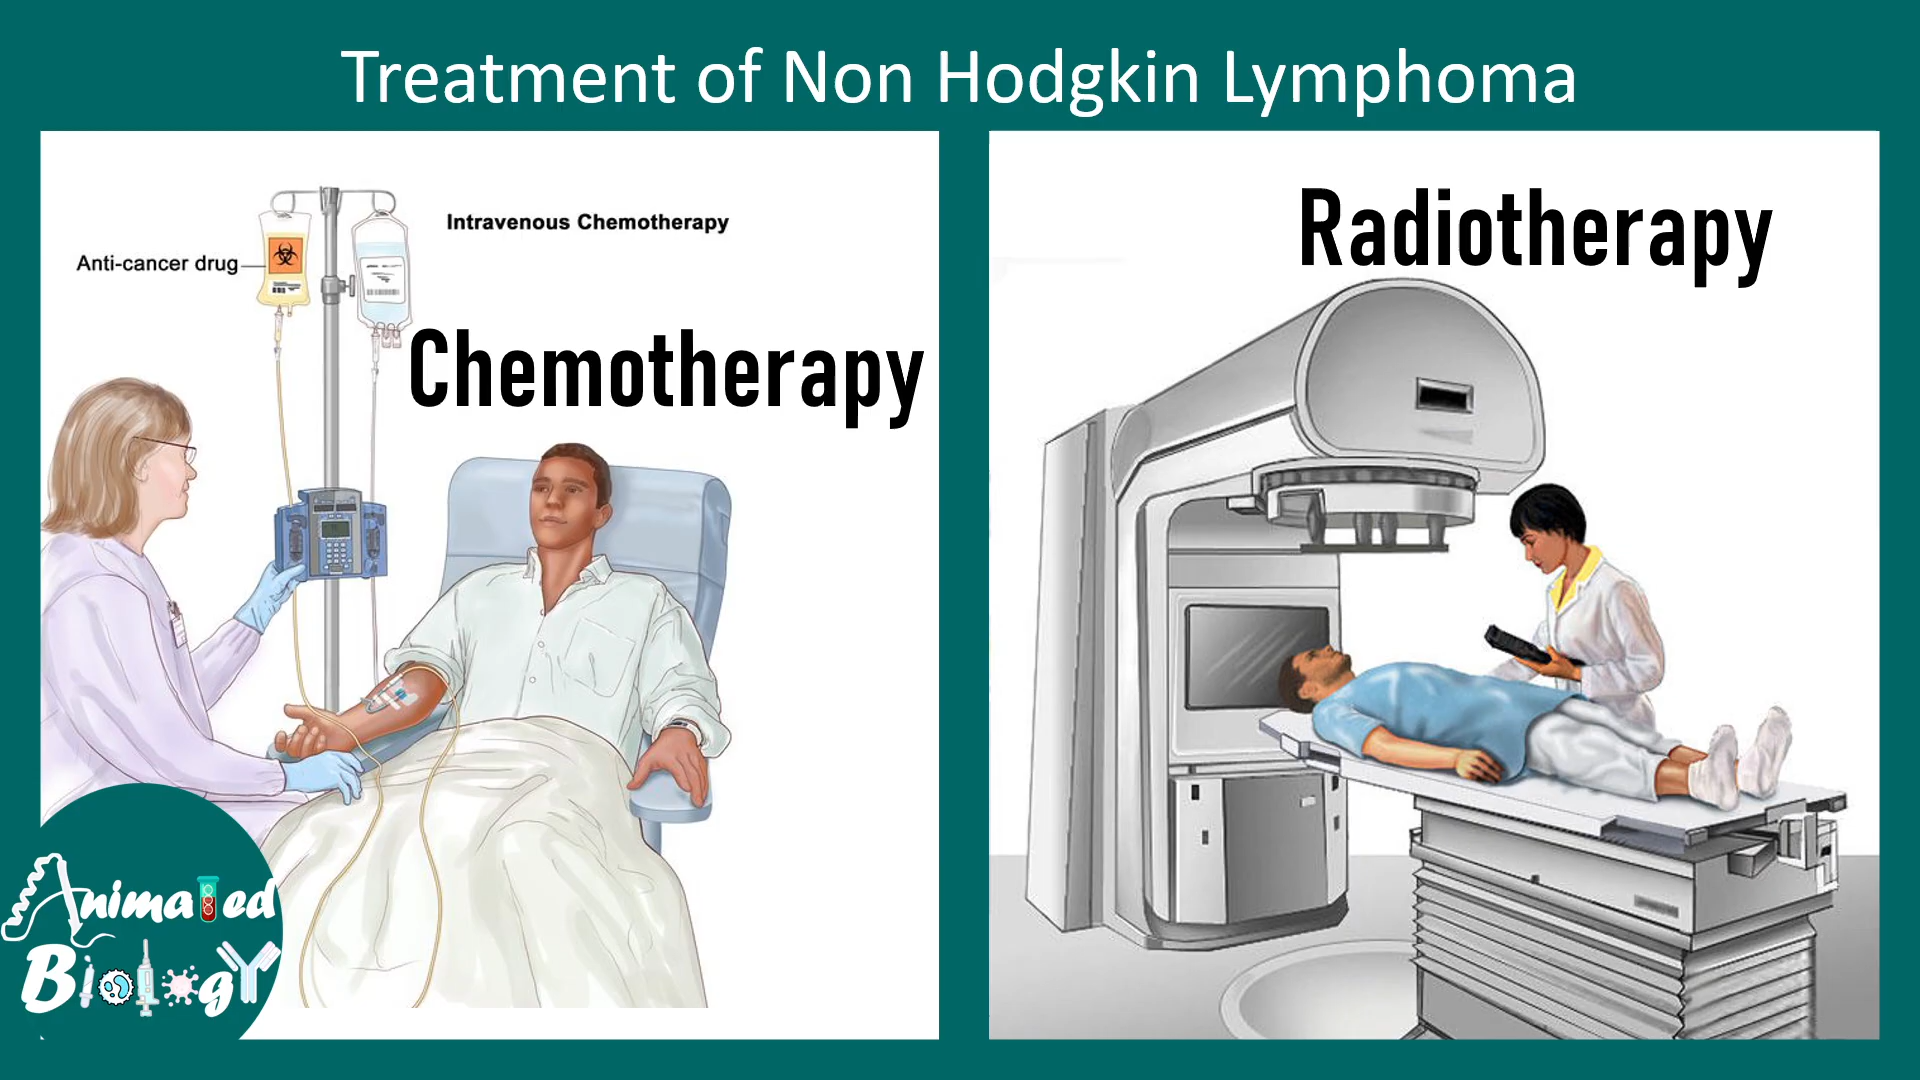 Treatment of Non Hodgkin Lymphoma
Intravenous Chemotherapy
Anti-cancer drug
Chemotherapy
Radiotherapy
Animated
Biology